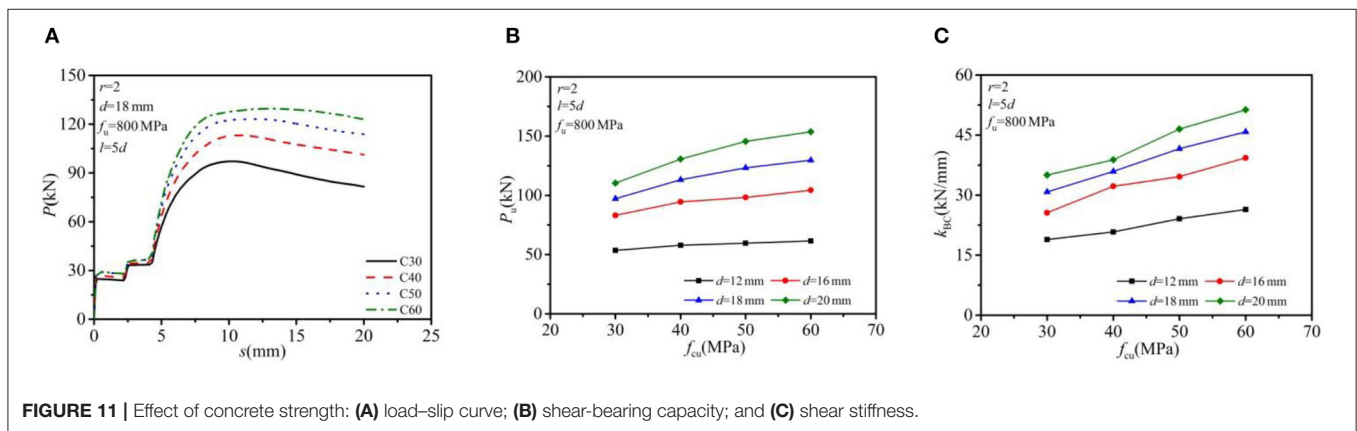 A
P(kN)
150
120
90
60
30
0
r=2
d=18 mm
fu=800 MPa
l=5d
C30
C40
C50
C60
0 5 10 15 20 25
s(mm)
B
Pu(kN)
200
150
100
50
0
r=2
l=5d
fu=800 MPa
d=12 mm d=16 mm
d=18 mm d=20 mm
20 30 40 50 60 70
fcu(MPa)
C
kBC(kN/mm)
60
45
30
15
0
r=2
l=5d
fu=800 MPa
d=12 mm d=16 mm
d=18 mm d=20 mm
20 30 40 50 60 70
fcu(MPa)
FIGURE 11 | Effect of concrete strength: (A) load–slip curve; (B) shear-bearing capacity; and (C) shear stiffness.